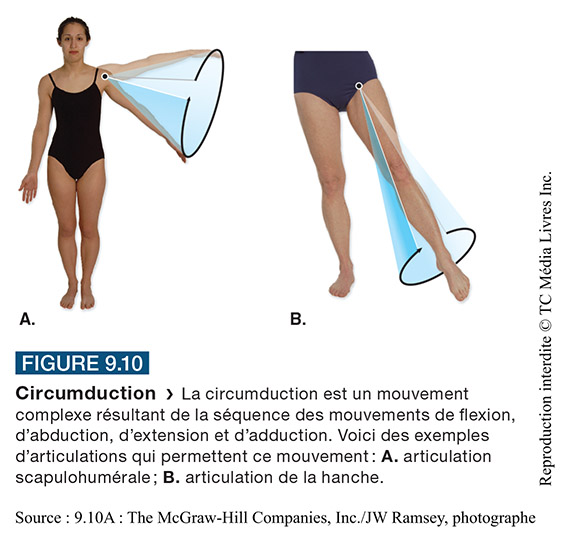 A.
B.
FIGURE 9.10
Circumduction › La circumduction est un mouvement
complexe résultant de la séquence des mouvements de flexion,
d’abduction, d’extension et d’adduction. Voici des exemples
d’articulations qui permettent ce mouvement : A. articulation
scapulohumérale ; B. articulation de la hanche.
Source : 9.10A : The McGraw-Hill Companies, Inc./JW Ramsey, photographe
Reproduction interdite © TC Média Livres Inc.